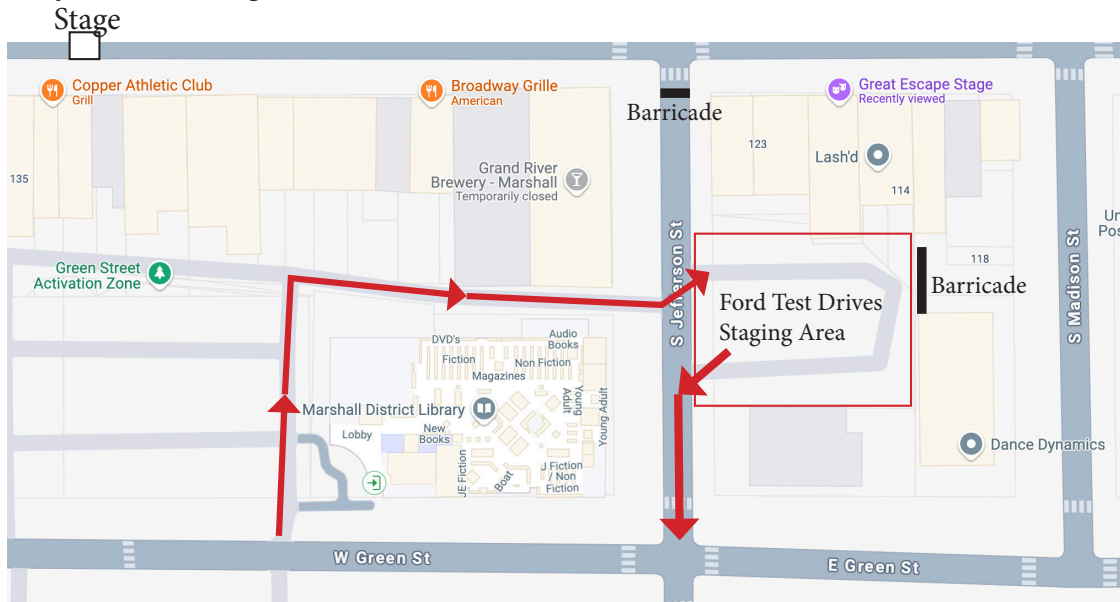 Stage
Copper Athletic Club
Grill
Broadway Grille
American
Great Escape Stage
Recently viewed
Barricade
123
Lash'd
135
Grand River
Brewery - Marshall
Temporarily closed
114
Green Street
Activation Zone
118
Barricade
S Jefferson St
S Madison St
Ford Test Drives
Staging Area
DVD's
Fiction
Magazines
Non Fiction
Audio
Books
Young
Adult
Young Adult
Marshall District Library
Lobby
New
Books
JE Fiction
Boat
J Fiction
/ Non
Fiction
Dance Dynamics
W Green St
E Green St